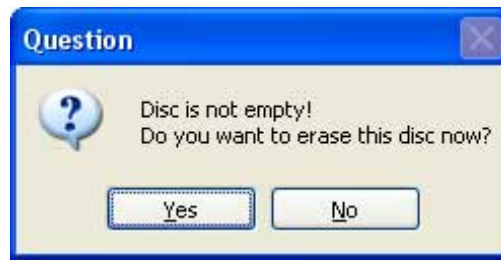 Question
Disc is not empty!
Do you want to erase this disc now?
Yes
No